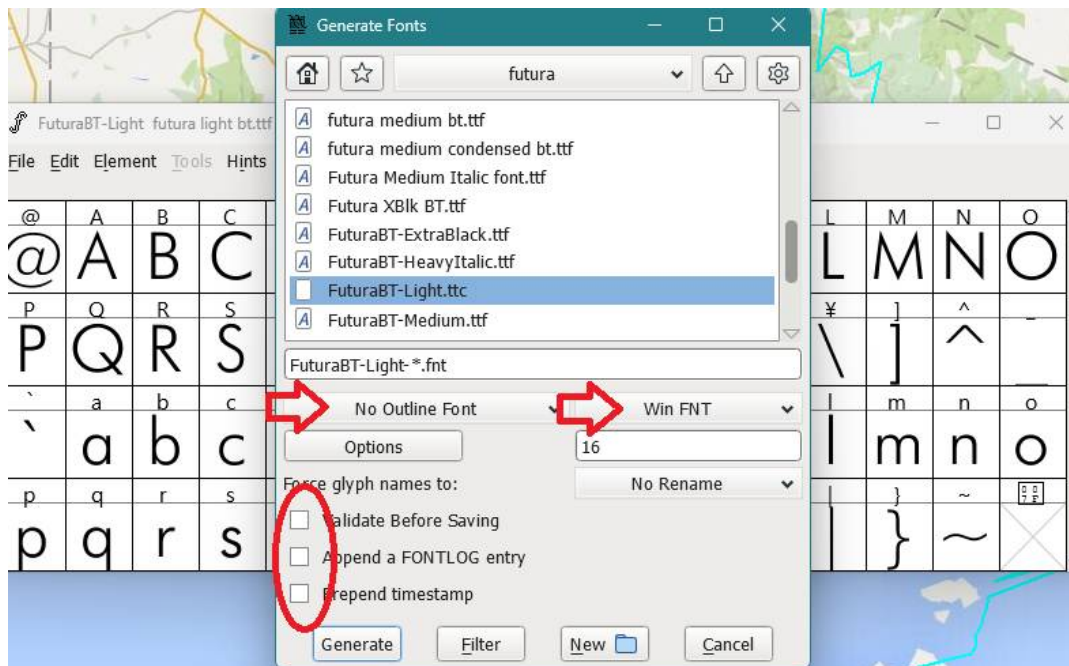 Generate Fonts
futura
FuturaBT-Light futura light bt.ttf
File Edit Element Tools Hints
futura medium bt.ttf
futura medium condensed bt.ttf
Futura Medium Italic font.ttf
Futura XBlk BT.ttf
FuturaBT-ExtraBlack.ttf
FuturaBT-HeavyItalic.ttf
FuturaBT-Light.ttc
FuturaBT-Medium.ttf
FuturaBT-Light-*.fnt
No Outline Font Win FNT
Options 16
Force glyph names to: No Rename
Validate Before Saving
Append a FONTLOG entry
Prepend timestamp
Generate Filter New Cancel
@ A B C L M N O
@ A B C L M N O
P Q R S ¥ ] ^ _
P Q R S \ ] ^ _
` a b c l m n o
` a b c l m n o
p q r s | } ~
p q r s | } ~